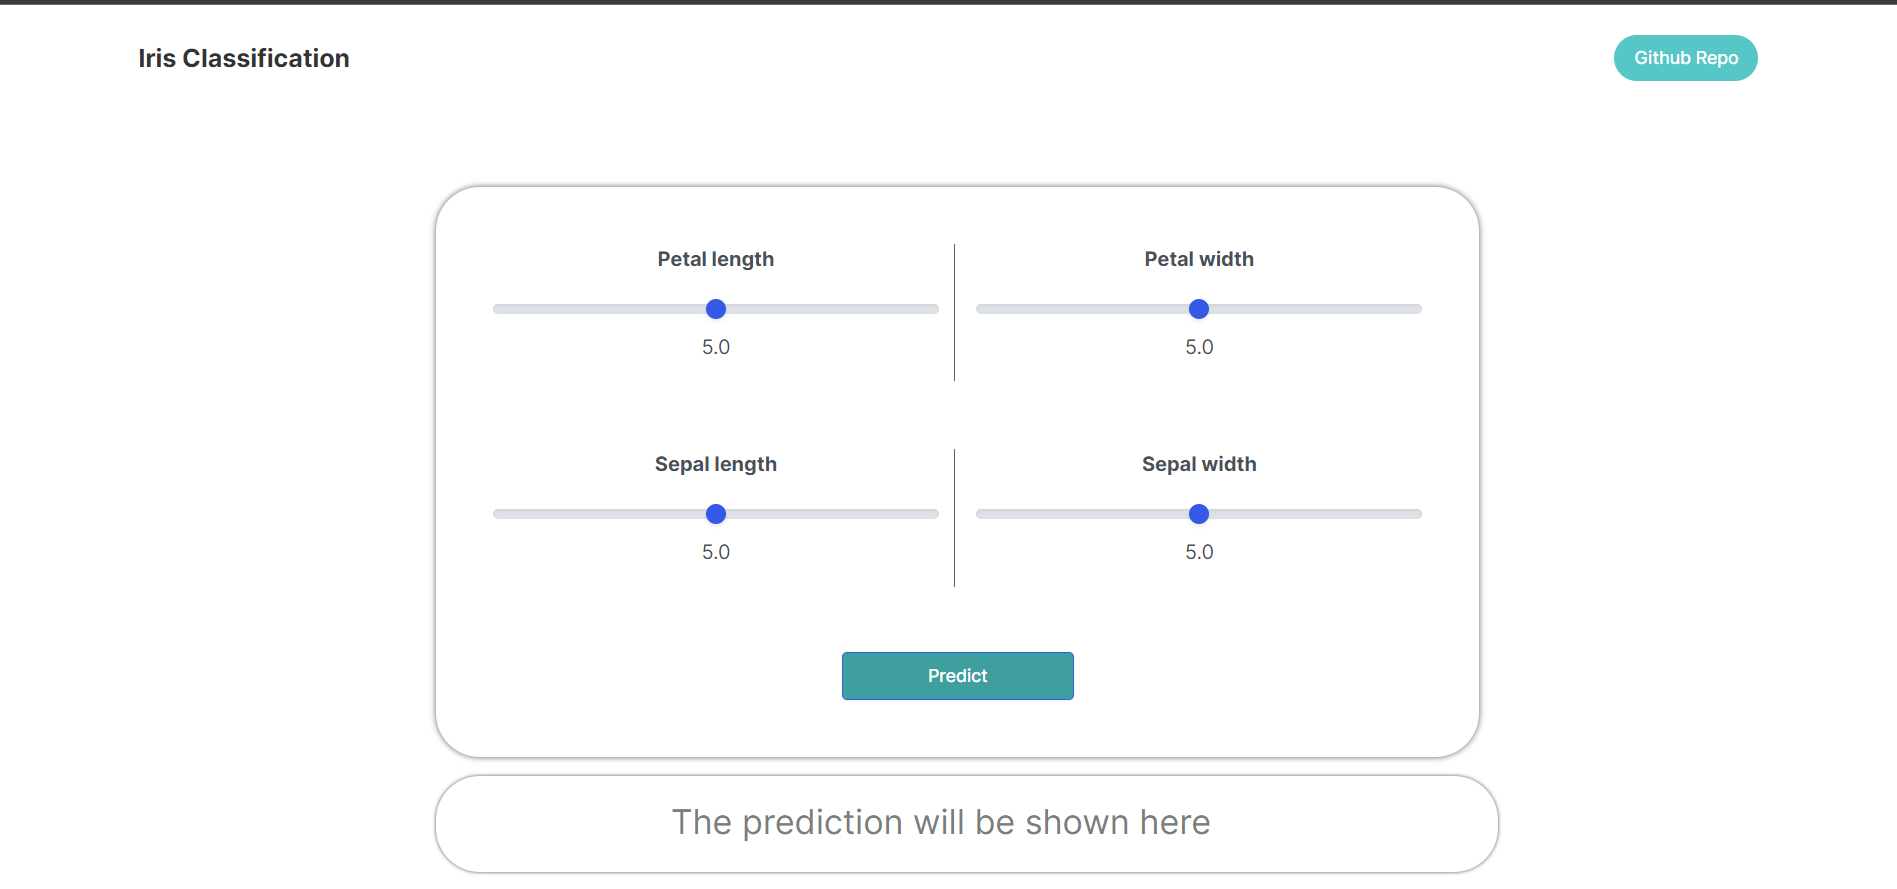 Iris Classification
Github Repo
Petal length
Petal width
5.0
5.0
Sepal length
Sepal width
5.0
5.0
Predict
The prediction will be shown here